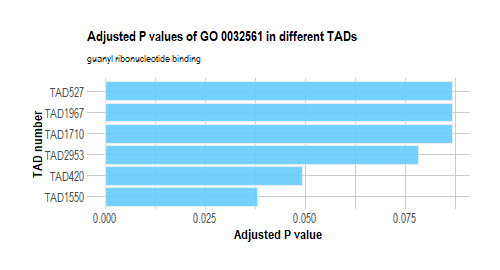 Adjusted P values of GO 0032561 in different TADs
guanyl ribonucleotide binding
TAD number
TAD527
TAD1967
TAD1710
TAD2953
TAD420
TAD1550
0.000 0.025 0.050 0.075
Adjusted P value